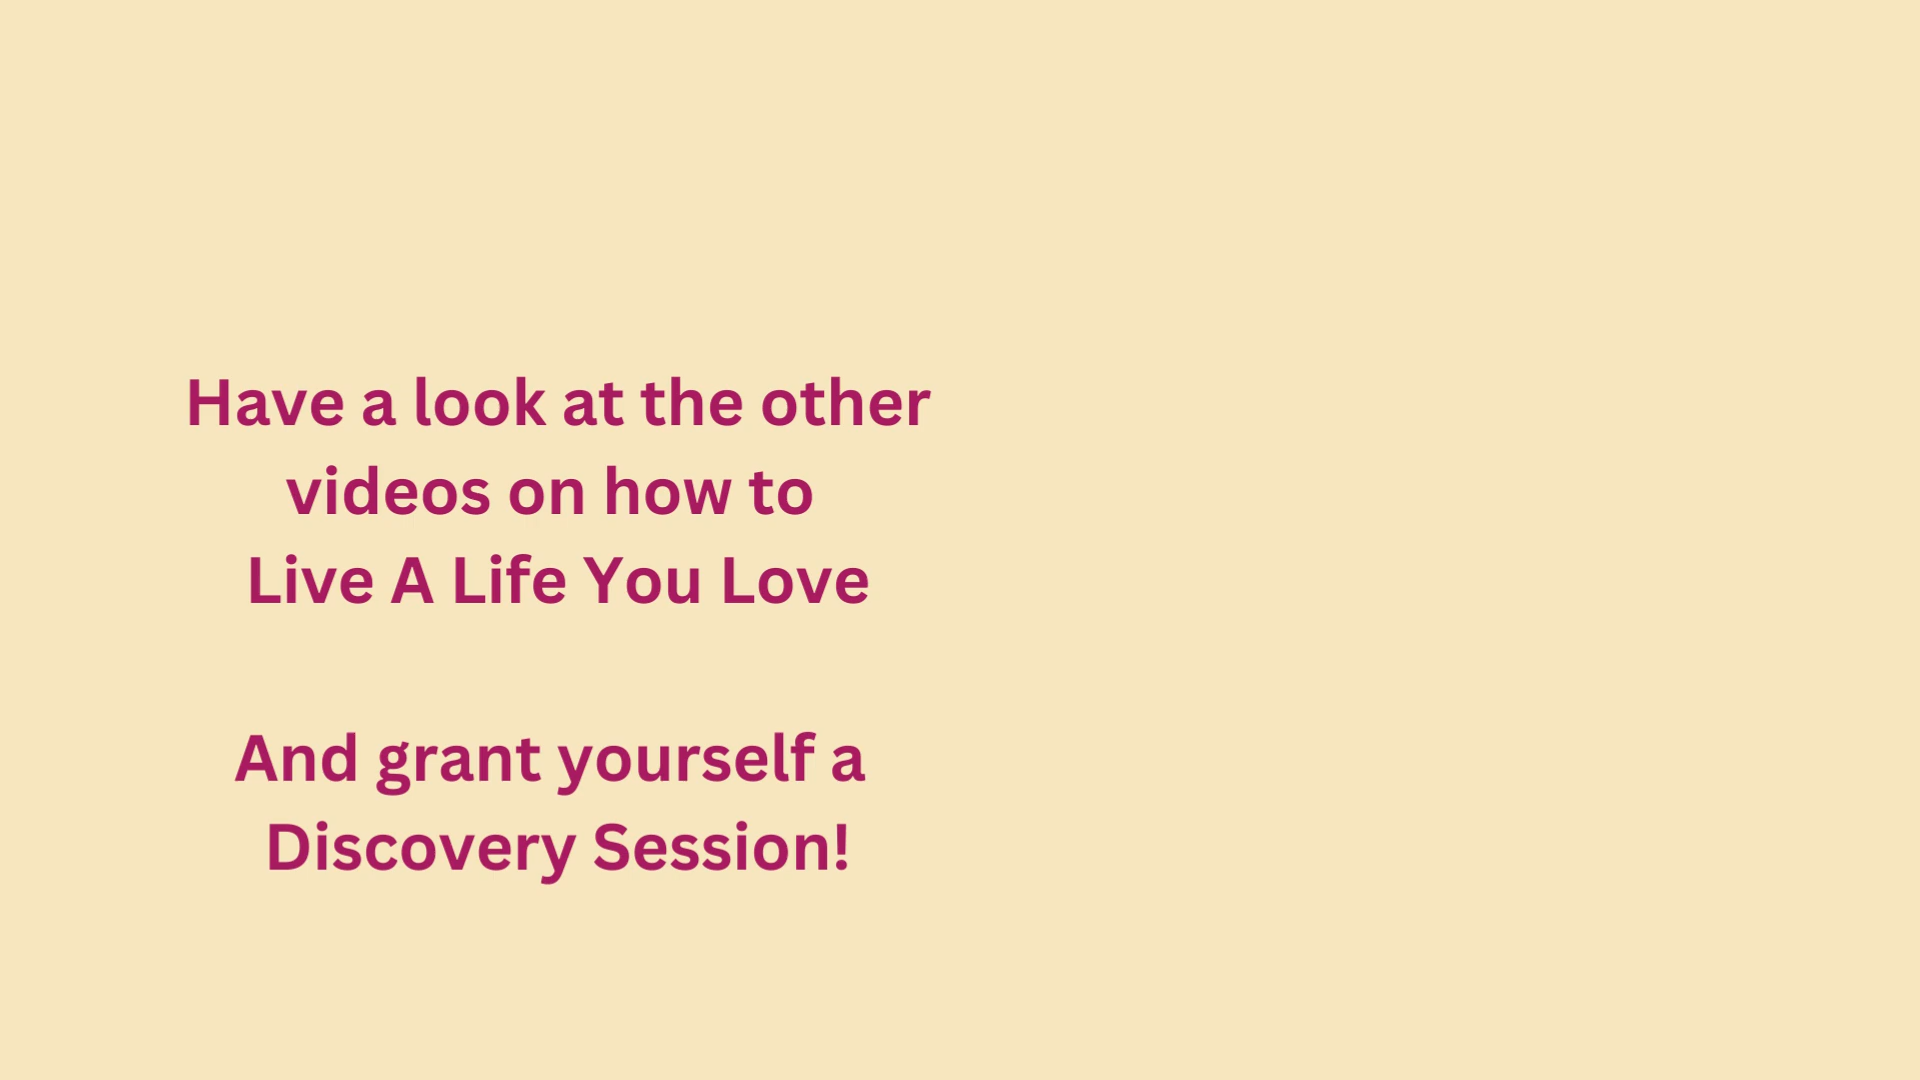 Have a look at the other
videos on how to
Live A Life You Love
And grant yourself a
Discovery Session!